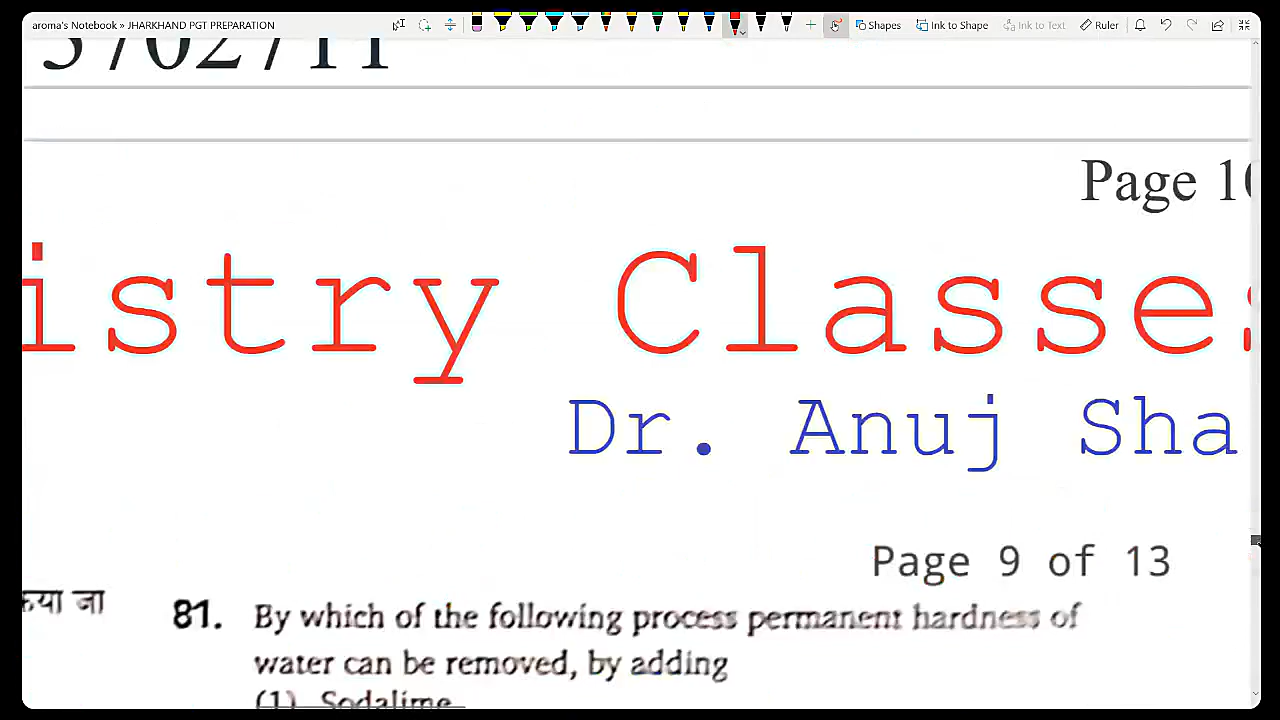 aroma's Notebook » JHARKHAND PGT PREPARATION
Shapes
Ink to Shape
Ink to Text
Ruler
Page
istry Classes
Dr. Anuj Sha
Page 9 of 13
81. By which of the following process permanent hardness of
water can be removed, by adding
(1) Sodalime